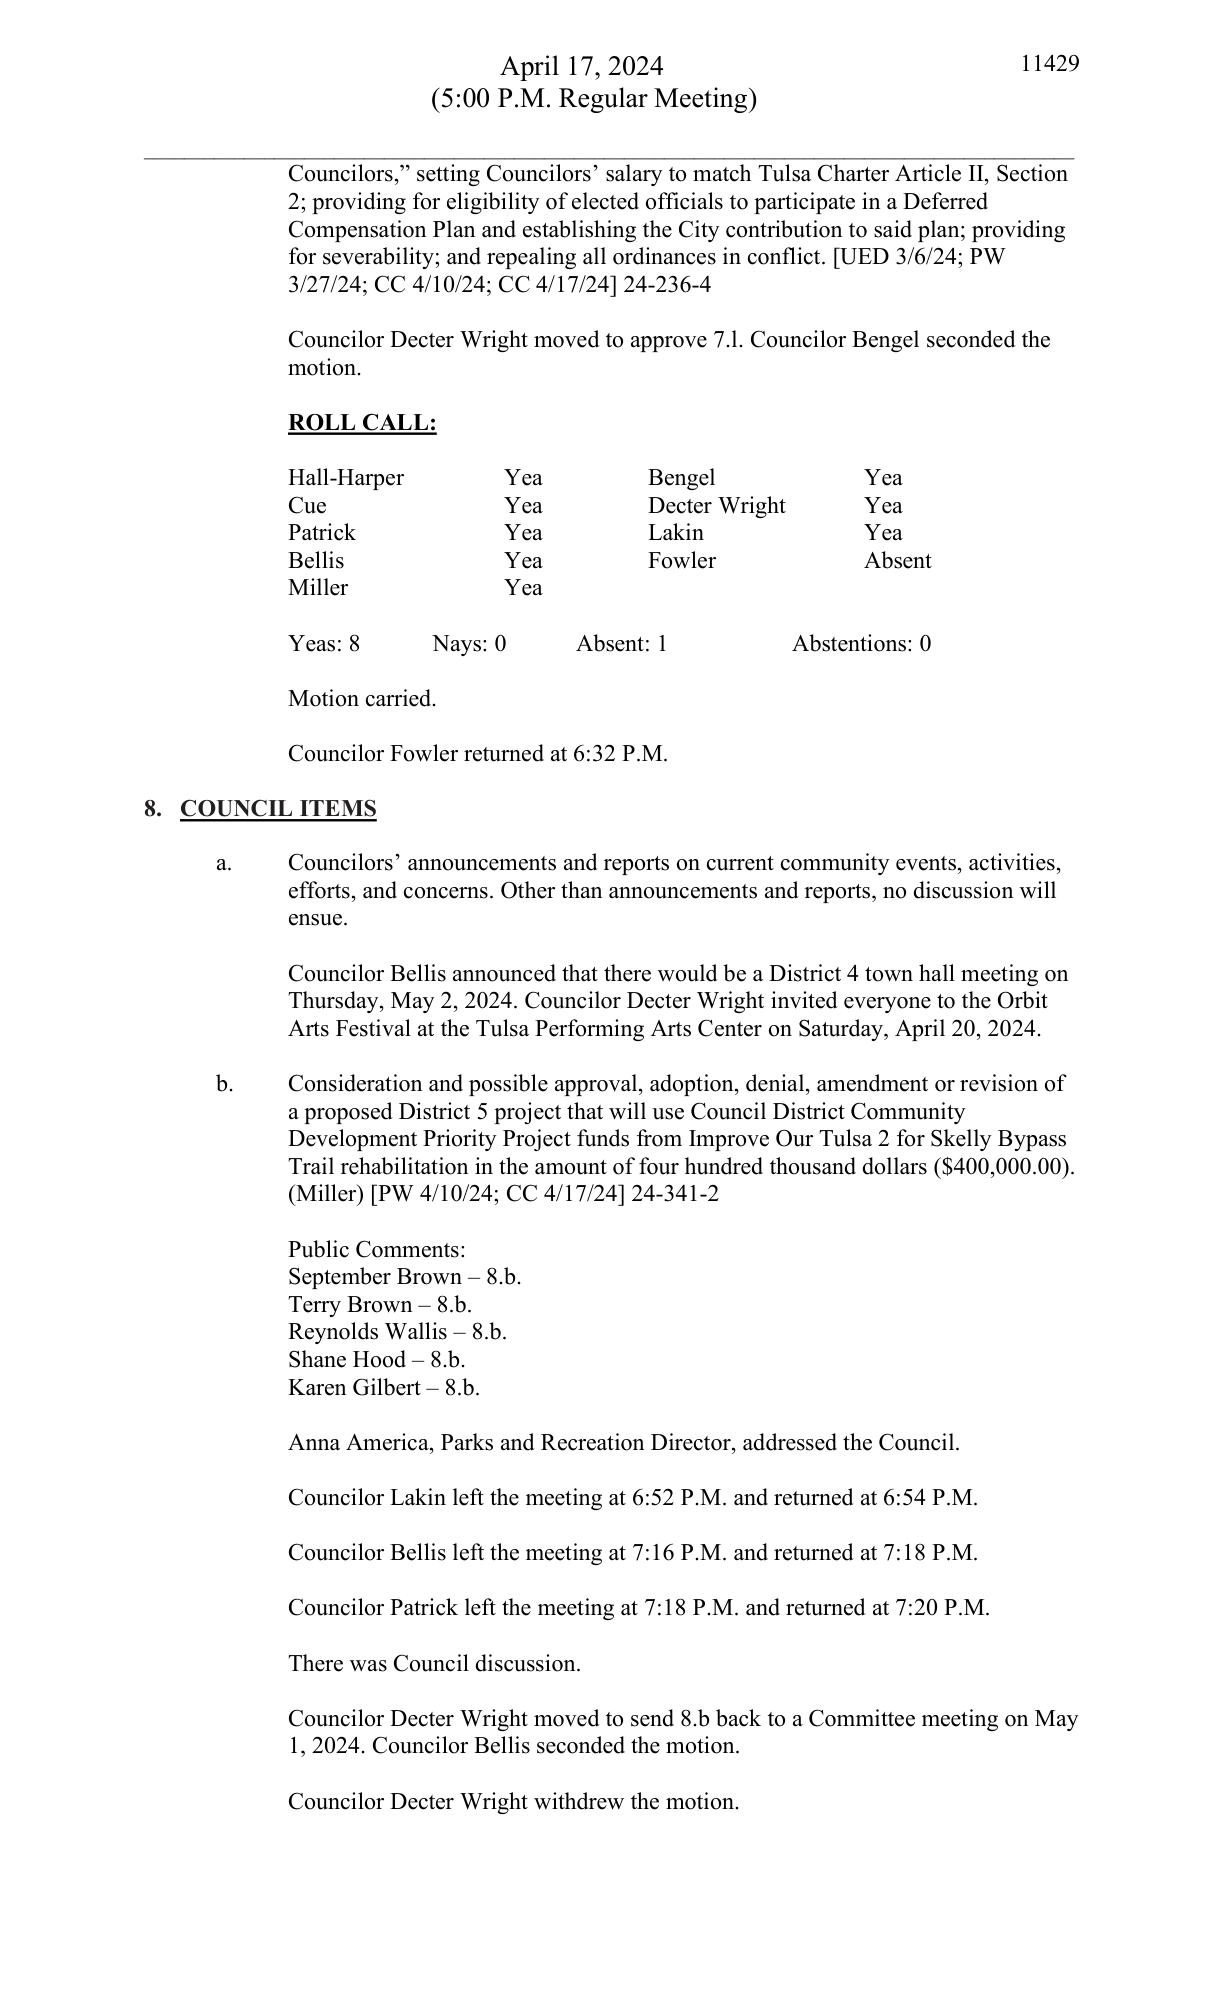 April 17, 2024
11429
(5:00 P.M. Regular Meeting)
Councilors,” setting Councilors’ salary to match Tulsa Charter Article II, Section
2; providing for eligibility of elected officials to participate in a Deferred
Compensation Plan and establishing the City contribution to said plan; providing
for severability; and repealing all ordinances in conflict. [UED 3/6/24; PW
3/27/24; CC 4/10/24; CC 4/17/24] 24-236-4
Councilor Decter Wright moved to approve 7.l. Councilor Bengel seconded the
motion.
ROLL CALL:
Hall-Harper Yea Bengel Yea
Cue Yea Decter Wright Yea
Patrick Yea Lakin Yea
Bellis Yea Fowler Absent
Miller Yea
Yeas: 8 Nays: 0 Absent: 1 Abstentions: 0
Motion carried.
Councilor Fowler returned at 6:32 P.M.
8. COUNCIL ITEMS
a. Councilors’ announcements and reports on current community events, activities,
efforts, and concerns. Other than announcements and reports, no discussion will
ensue.
Councilor Bellis announced that there would be a District 4 town hall meeting on
Thursday, May 2, 2024. Councilor Decter Wright invited everyone to the Orbit
Arts Festival at the Tulsa Performing Arts Center on Saturday, April 20, 2024.
b. Consideration and possible approval, adoption, denial, amendment or revision of
a proposed District 5 project that will use Council District Community
Development Priority Project funds from Improve Our Tulsa 2 for Skelly Bypass
Trail rehabilitation in the amount of four hundred thousand dollars ($400,000.00).
(Miller) [PW 4/10/24; CC 4/17/24] 24-341-2
Public Comments:
September Brown – 8.b.
Terry Brown – 8.b.
Reynolds Wallis – 8.b.
Shane Hood – 8.b.
Karen Gilbert – 8.b.
Anna America, Parks and Recreation Director, addressed the Council.
Councilor Lakin left the meeting at 6:52 P.M. and returned at 6:54 P.M.
Councilor Bellis left the meeting at 7:16 P.M. and returned at 7:18 P.M.
Councilor Patrick left the meeting at 7:18 P.M. and returned at 7:20 P.M.
There was Council discussion.
Councilor Decter Wright moved to send 8.b back to a Committee meeting on May
1, 2024. Councilor Bellis seconded the motion.
Councilor Decter Wright withdrew the motion.